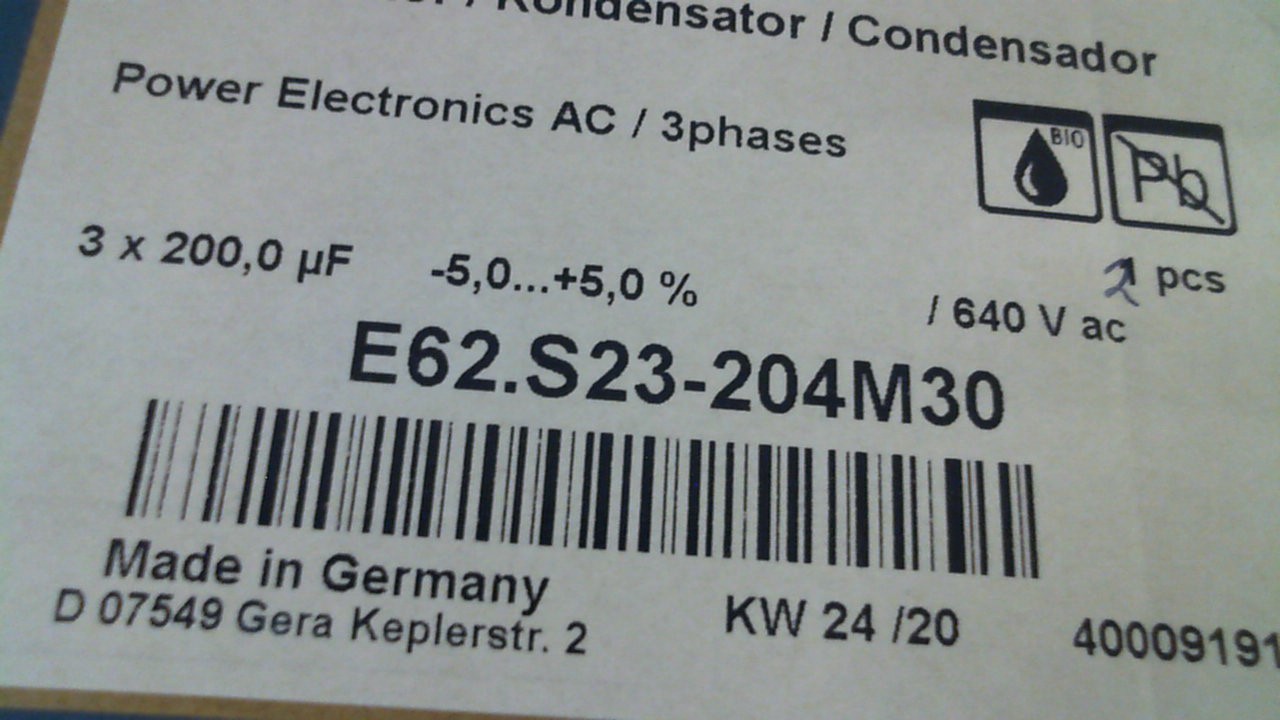 / Kondensator / Condensador
Power Electronics AC / 3phases
BIO
Pb
3 x 200,0 µF -5,0...+5,0 %
pcs
/ 640 V ac
E62.S23-204M30
Made in Germany
D 07549 Gera Keplerstr. 2
KW 24 /20
40009191